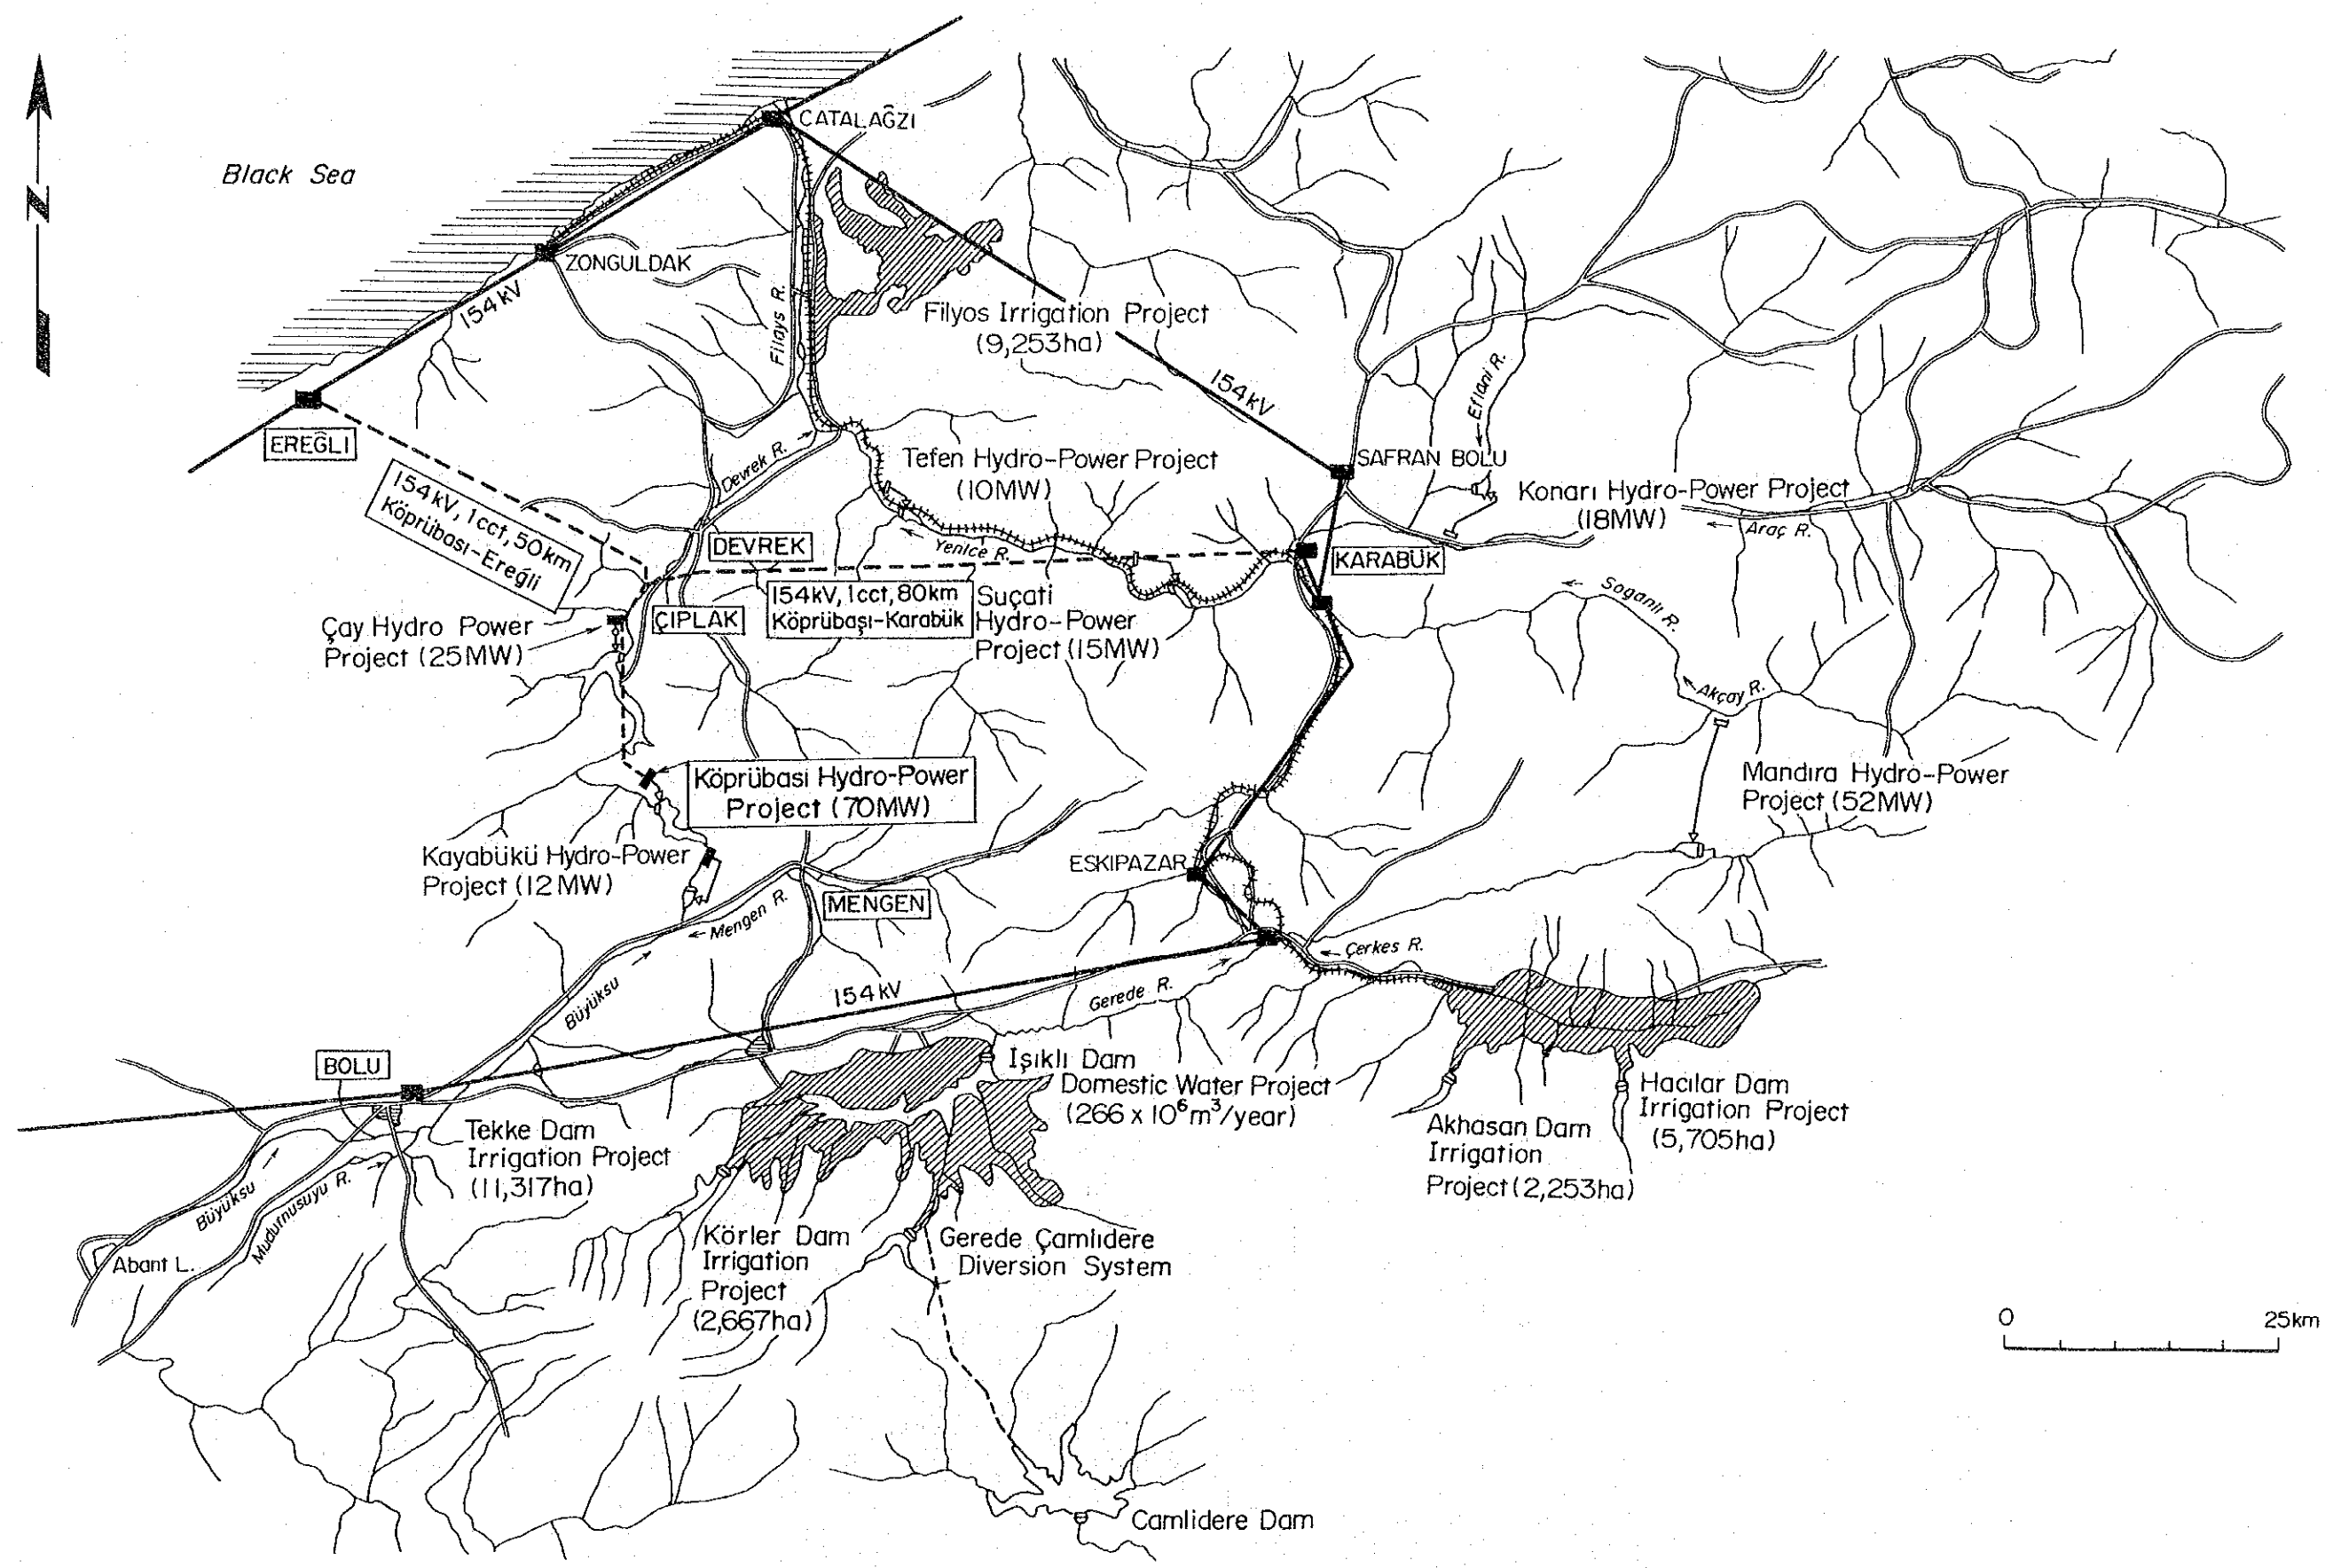 CATALAĞZI
Black Sea
N
ZONGULDAK
154kV
Filays R.
Filyos Irrigation Project
(9,253ha)
154kV
Eflani R.
EREĞLI
Devrek R.
Tefen Hydro-Power Project
(10MW)
SAFRAN BOLU
154kV, 1cct, 50km
Köprübası-Ereğli
Konarı Hydro-Power Project
(18MW)
Araç R.
DEVREK
Yenice R.
KARABÜK
154kV, 1cct, 80km
Köprübaşı-Karabük
Suçati
Hydro-Power
Project (15MW)
Soganlı R.
ÇIPLAK
Çay Hydro Power
Project (25MW)
Akçay R.
Köprübası Hydro-Power
Project (70MW)
Mandıra Hydro-Power
Project (52MW)
Kayabükü Hydro-Power
Project (12MW)
ESKIPAZAR
MENGEN
Mengen R.
Çerkes R.
Büyüksu
154kV
Gerede R.
BOLU
Işıklı Dam
Domestic Water Project
(266 x 10⁶m³/year)
Hacılar Dam
Irrigation Project
(5,705ha)
Akhasan Dam
Irrigation
Project (2,253ha)
Tekke Dam
Irrigation Project
(11,317ha)
Büyüksu
Mudurnusuyu R.
Abant L.
Körler Dam
Irrigation
Project
(2,667ha)
Gerede Çamlıdere
Diversion System
0 25km
Camlidere Dam